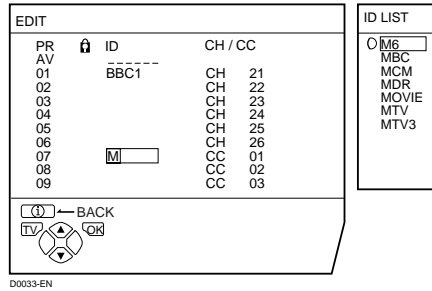 EDIT
PR ID CH / CC
AV _ _ _ _ _ _
01 BBC1 CH 21
02 CH 22
03 CH 23
04 CH 24
05 CH 25
06 CH 26
07 M CC 01
08 CC 02
09 CC 03
i BACK
TV OK
D0033-EN
ID LIST
M6
MBC
MCM
MDR
MOVIE
MTV
MTV3